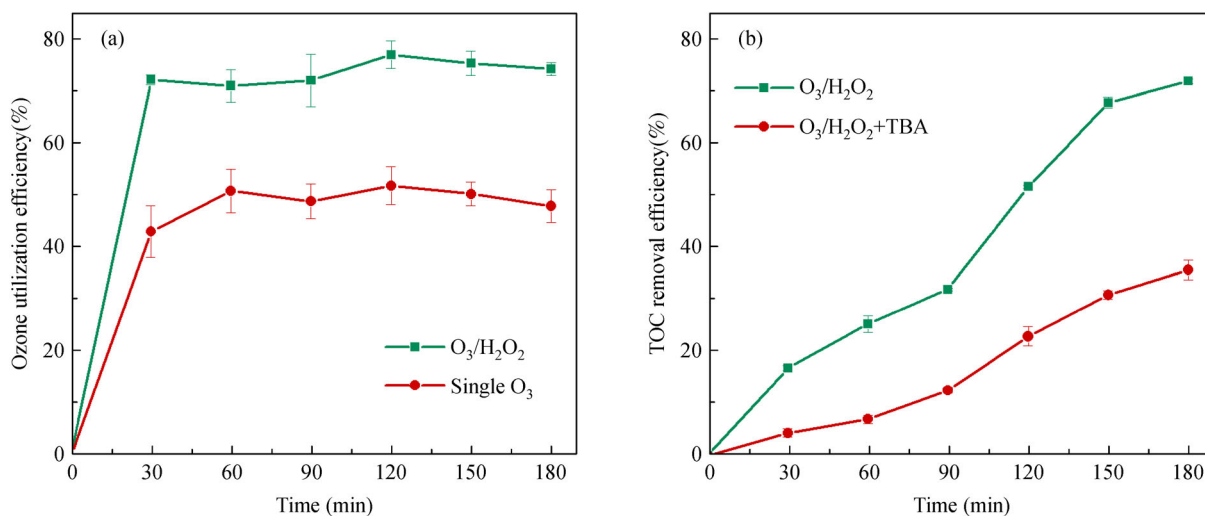 (a)
Ozone utilization efficiency(%)
80
60
40
20
0
O₃/H₂O₂
Single O₃
0 30 60 90 120 150 180
Time (min)
(b)
TOC removal efficiency(%)
80
60
40
20
0
O₃/H₂O₂
O₃/H₂O₂+TBA
0 30 60 90 120 150 180
Time (min)